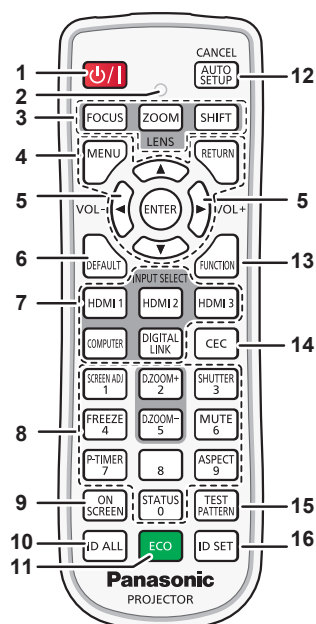 CANCEL
1
AUTO
SETUP
12
2
3
FOCUS ZOOM SHIFT
LENS
4
MENU RETURN
5
5
VOL-
ENTER
VOL+
6
DEFAULT
FUNCTION
13
INPUT SELECT
7
HDMI 1 HDMI 2 HDMI 3
COMPUTER
DIGITAL
LINK
CEC
14
SCREEN ADJ
1
D.ZOOM+
2
SHUTTER
3
8
FREEZE
4
D.ZOOM-
5
MUTE
6
P-TIMER
7
8
ASPECT
9
9
ON
SCREEN
STATUS
0
TEST
PATTERN
15
10
ID ALL
ECO
ID SET
16
11
Panasonic
PROJECTOR